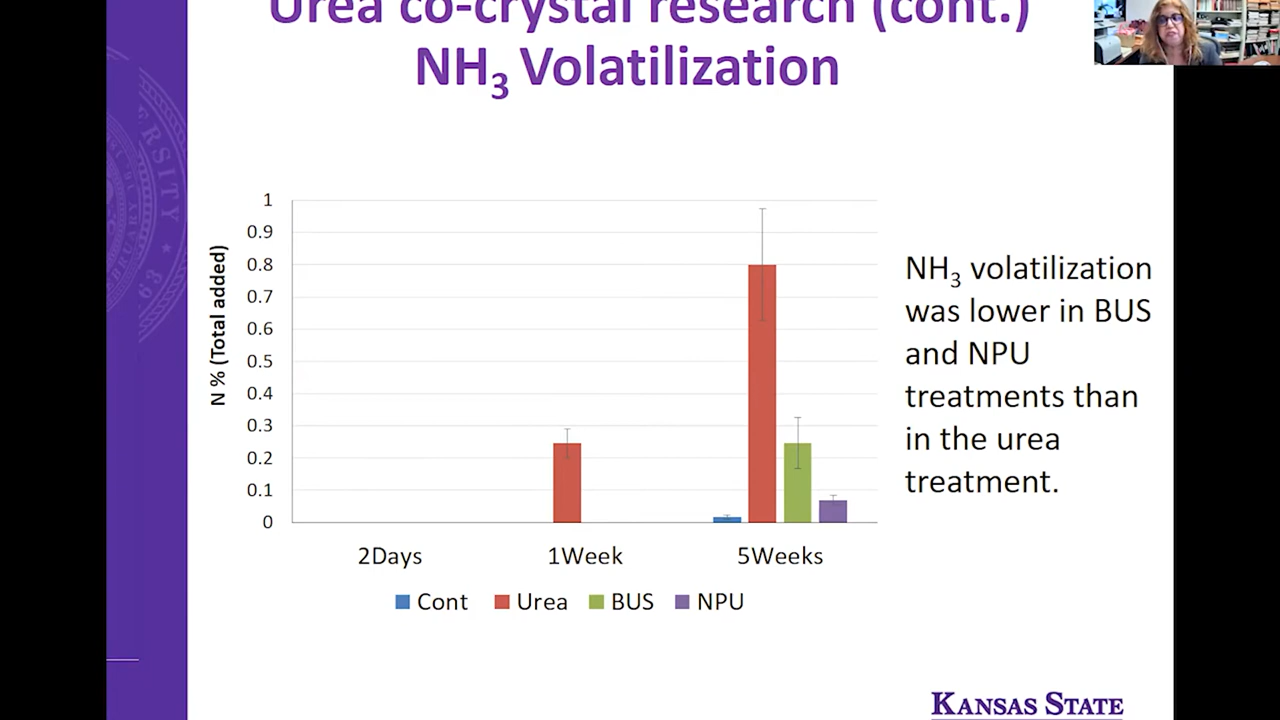 Urea co-crystal research (cont.)
NH₃ Volatilization
1
0.9
0.8
0.7
0.6
0.5
0.4
0.3
0.2
0.1
0
N % (Total added)
2Days 1Week 5Weeks
Cont Urea BUS NPU
NH₃ volatilization
was lower in BUS
and NPU
treatments than
in the urea
treatment.
ERSITY
63
KANSAS STATE